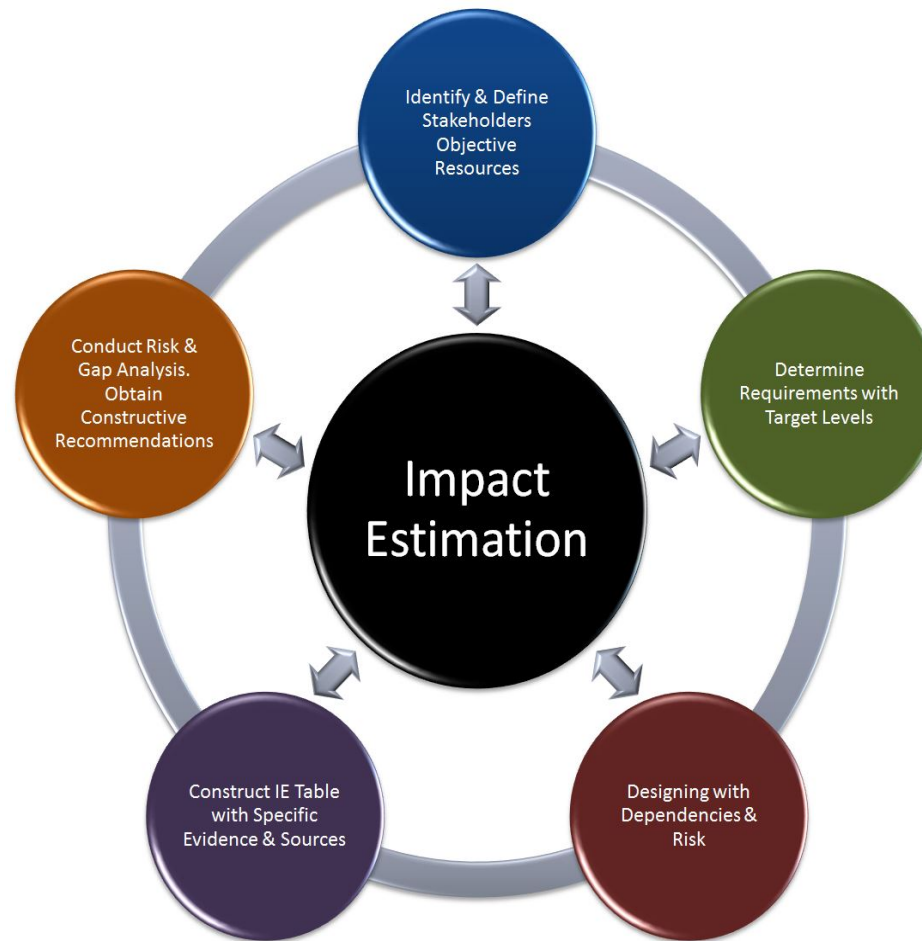 Identify & Define
Stakeholders
Objective
Resources
Determine
Requirements with
Target Levels
Designing with
Dependencies &
Risk
Construct IE Table
with Specific
Evidence & Sources
Conduct Risk &
Gap Analysis.
Obtain
Constructive
Recommendations
Impact
Estimation